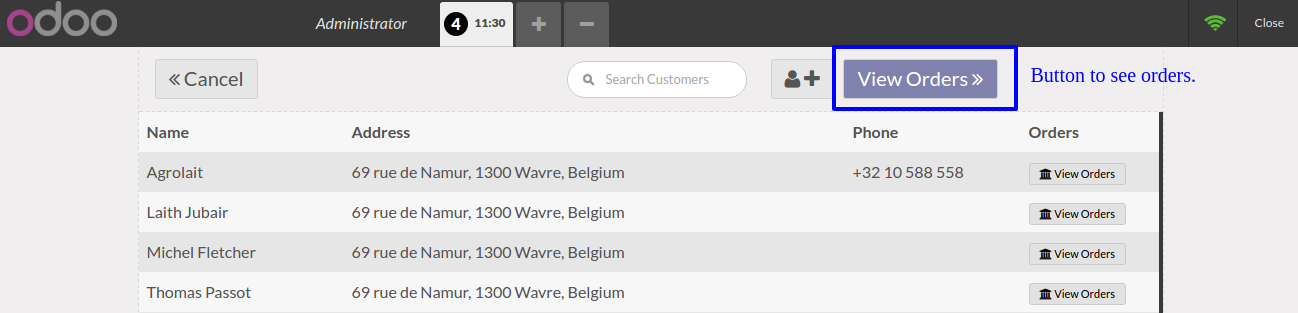 odoo
Administrator 4 11:30 + − Close
« Cancel Search Customers + View Orders » Button to see orders.
Name Address Phone Orders
Agrolait 69 rue de Namur, 1300 Wavre, Belgium +32 10 588 558 View Orders
Laith Jubair 69 rue de Namur, 1300 Wavre, Belgium View Orders
Michel Fletcher 69 rue de Namur, 1300 Wavre, Belgium View Orders
Thomas Passot 69 rue de Namur, 1300 Wavre, Belgium View Orders